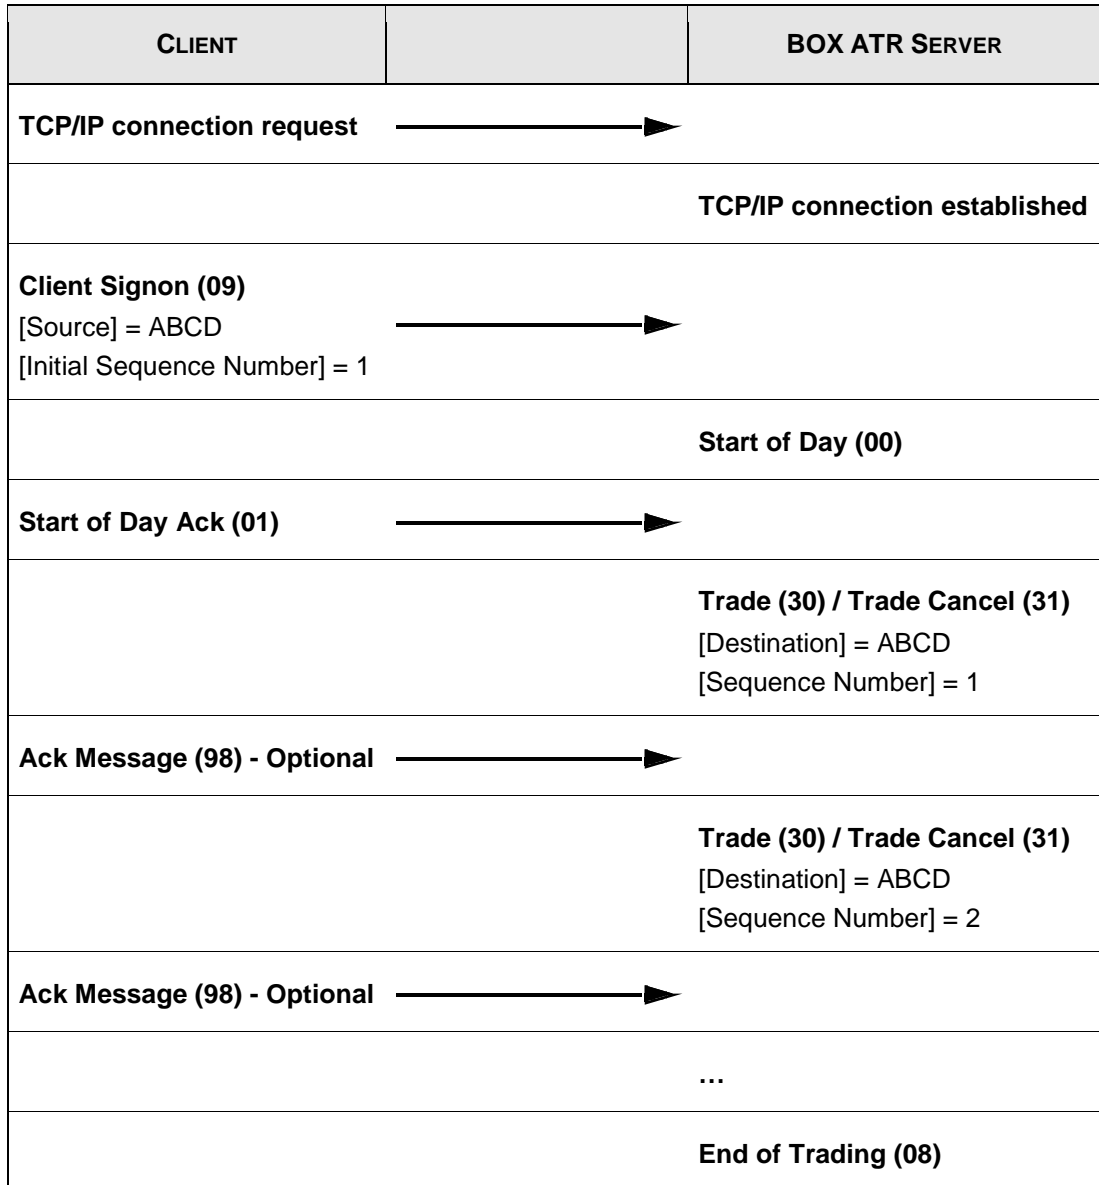 CLIENT
BOX ATR SERVER
TCP/IP connection request
TCP/IP connection established
Client Signon (09)
[Source] = ABCD
[Initial Sequence Number] = 1
Start of Day (00)
Start of Day Ack (01)
Trade (30) / Trade Cancel (31)
[Destination] = ABCD
[Sequence Number] = 1
Ack Message (98) - Optional
Trade (30) / Trade Cancel (31)
[Destination] = ABCD
[Sequence Number] = 2
Ack Message (98) - Optional
…
End of Trading (08)